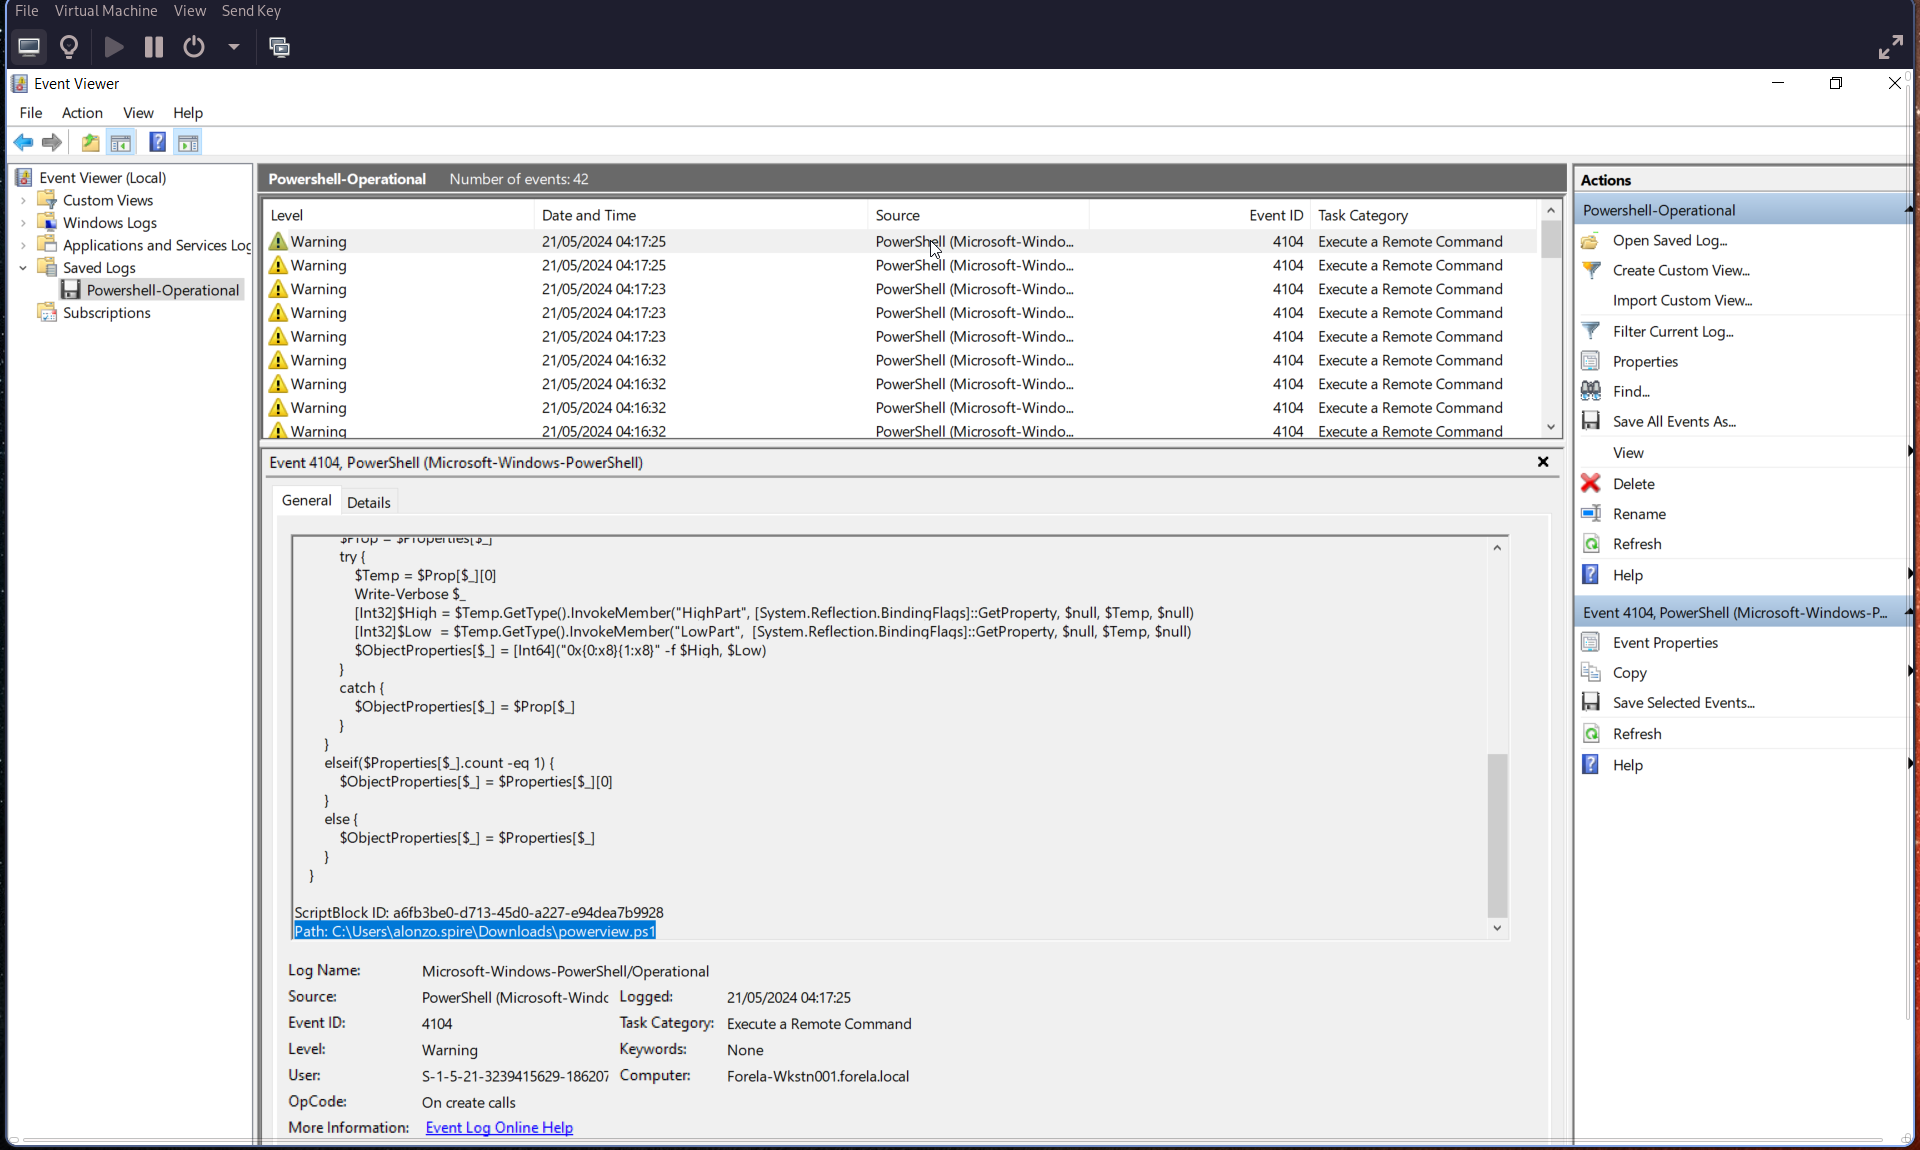 File Virtual Machine View Send Key
Event Viewer
File Action View Help
Event Viewer (Local)
Custom Views
Windows Logs
Applications and Services Log
Saved Logs
Powershell-Operational
Subscriptions
Powershell-Operational Number of events: 42
Level Date and Time Source Event ID Task Category
Warning 21/05/2024 04:17:25 PowerShell (Microsoft-Windo... 4104 Execute a Remote Command
Warning 21/05/2024 04:17:25 PowerShell (Microsoft-Windo... 4104 Execute a Remote Command
Warning 21/05/2024 04:17:23 PowerShell (Microsoft-Windo... 4104 Execute a Remote Command
Warning 21/05/2024 04:17:23 PowerShell (Microsoft-Windo... 4104 Execute a Remote Command
Warning 21/05/2024 04:17:23 PowerShell (Microsoft-Windo... 4104 Execute a Remote Command
Warning 21/05/2024 04:16:32 PowerShell (Microsoft-Windo... 4104 Execute a Remote Command
Warning 21/05/2024 04:16:32 PowerShell (Microsoft-Windo... 4104 Execute a Remote Command
Warning 21/05/2024 04:16:32 PowerShell (Microsoft-Windo... 4104 Execute a Remote Command
Warning 21/05/2024 04:16:32 PowerShell (Microsoft-Windo... 4104 Execute a Remote Command
Event 4104, PowerShell (Microsoft-Windows-PowerShell)
General Details
$Prop = $Properties[$_]
try {
$Temp = $Prop[$_][0]
Write-Verbose $_
[Int32]$High = $Temp.GetType().InvokeMember("HighPart", [System.Reflection.BindingFlags]::GetProperty, $null, $Temp, $null)
[Int32]$Low  = $Temp.GetType().InvokeMember("LowPart",  [System.Reflection.BindingFlags]::GetProperty, $null, $Temp, $null)
$ObjectProperties[$_] = [Int64]("0x{0:x8}{1:x8}" -f $High, $Low)
}
catch {
$ObjectProperties[$_] = $Prop[$_]
}
}
elseif($Properties[$_].count -eq 1) {
$ObjectProperties[$_] = $Properties[$_][0]
}
else {
$ObjectProperties[$_] = $Properties[$_]
}
}
ScriptBlock ID: a6fb3be0-d713-45d0-a227-e94dea7b9928
Path: C:\Users\alonzo.spire\Downloads\powerview.ps1
Log Name: Microsoft-Windows-PowerShell/Operational
Source: PowerShell (Microsoft-Windo Logged: 21/05/2024 04:17:25
Event ID: 4104 Task Category: Execute a Remote Command
Level: Warning Keywords: None
User: S-1-5-21-3239415629-186207 Computer: Forela-Wkstn001.forela.local
OpCode: On create calls
More Information: Event Log Online Help
Actions
Powershell-Operational
Open Saved Log...
Create Custom View...
Import Custom View...
Filter Current Log...
Properties
Find...
Save All Events As...
View
Delete
Rename
Refresh
Help
Event 4104, PowerShell (Microsoft-Windows-P...
Event Properties
Copy
Save Selected Events...
Refresh
Help